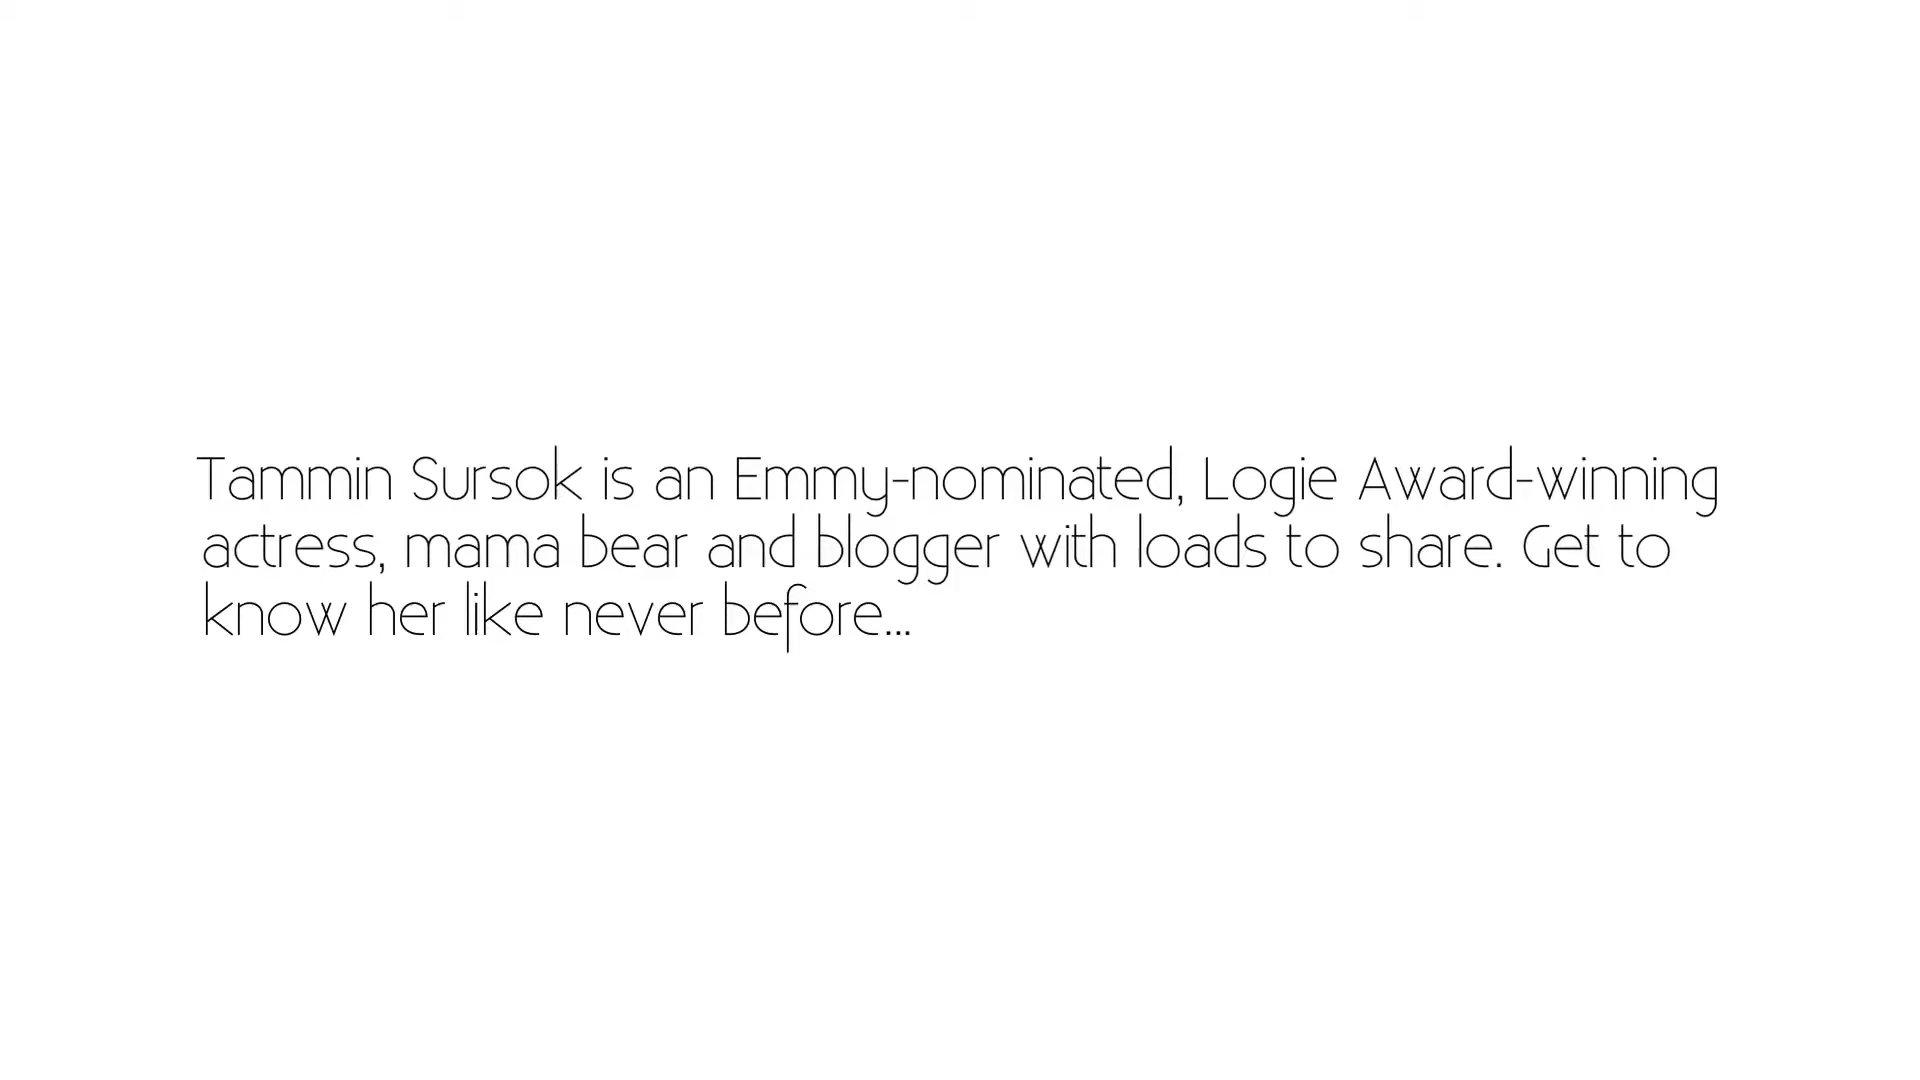 Tammin Sursok is an Emmy-nominated, Logie Award-winning
actress, mama bear and blogger with loads to share. Get to
know her like never before...